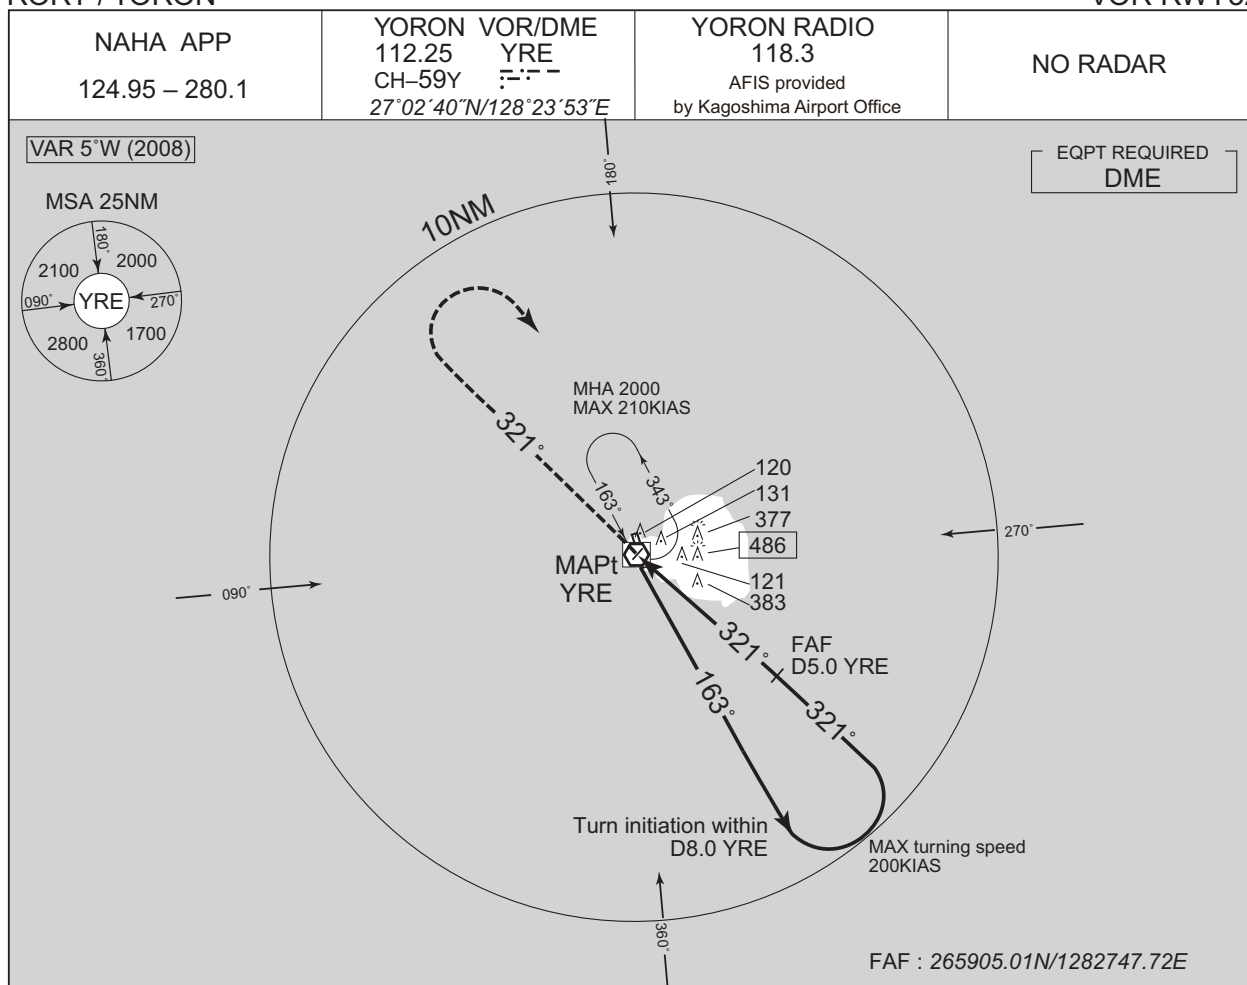 NAHA APP
124.95 – 280.1
YORON VOR/DME
112.25 YRE
CH–59Y
27°02´40˝N/128°23´53˝E
YORON RADIO
118.3
AFIS provided
by Kagoshima Airport Office
NO RADAR
VAR 5°W (2008)
EQPT REQUIRED
DME
MSA 25NM
180°
2100
2000
090°
YRE
270°
2800
1700
360°
180°
10NM
MHA 2000
MAX 210KIAS
321°
163°
343°
120
131
377
486
121
383
270°
090°
MAPt
YRE
321°
FAF
D5.0 YRE
163°
321°
Turn initiation within
D8.0 YRE
MAX turning speed
200KIAS
360°
FAF : 265905.01N/1282747.72E